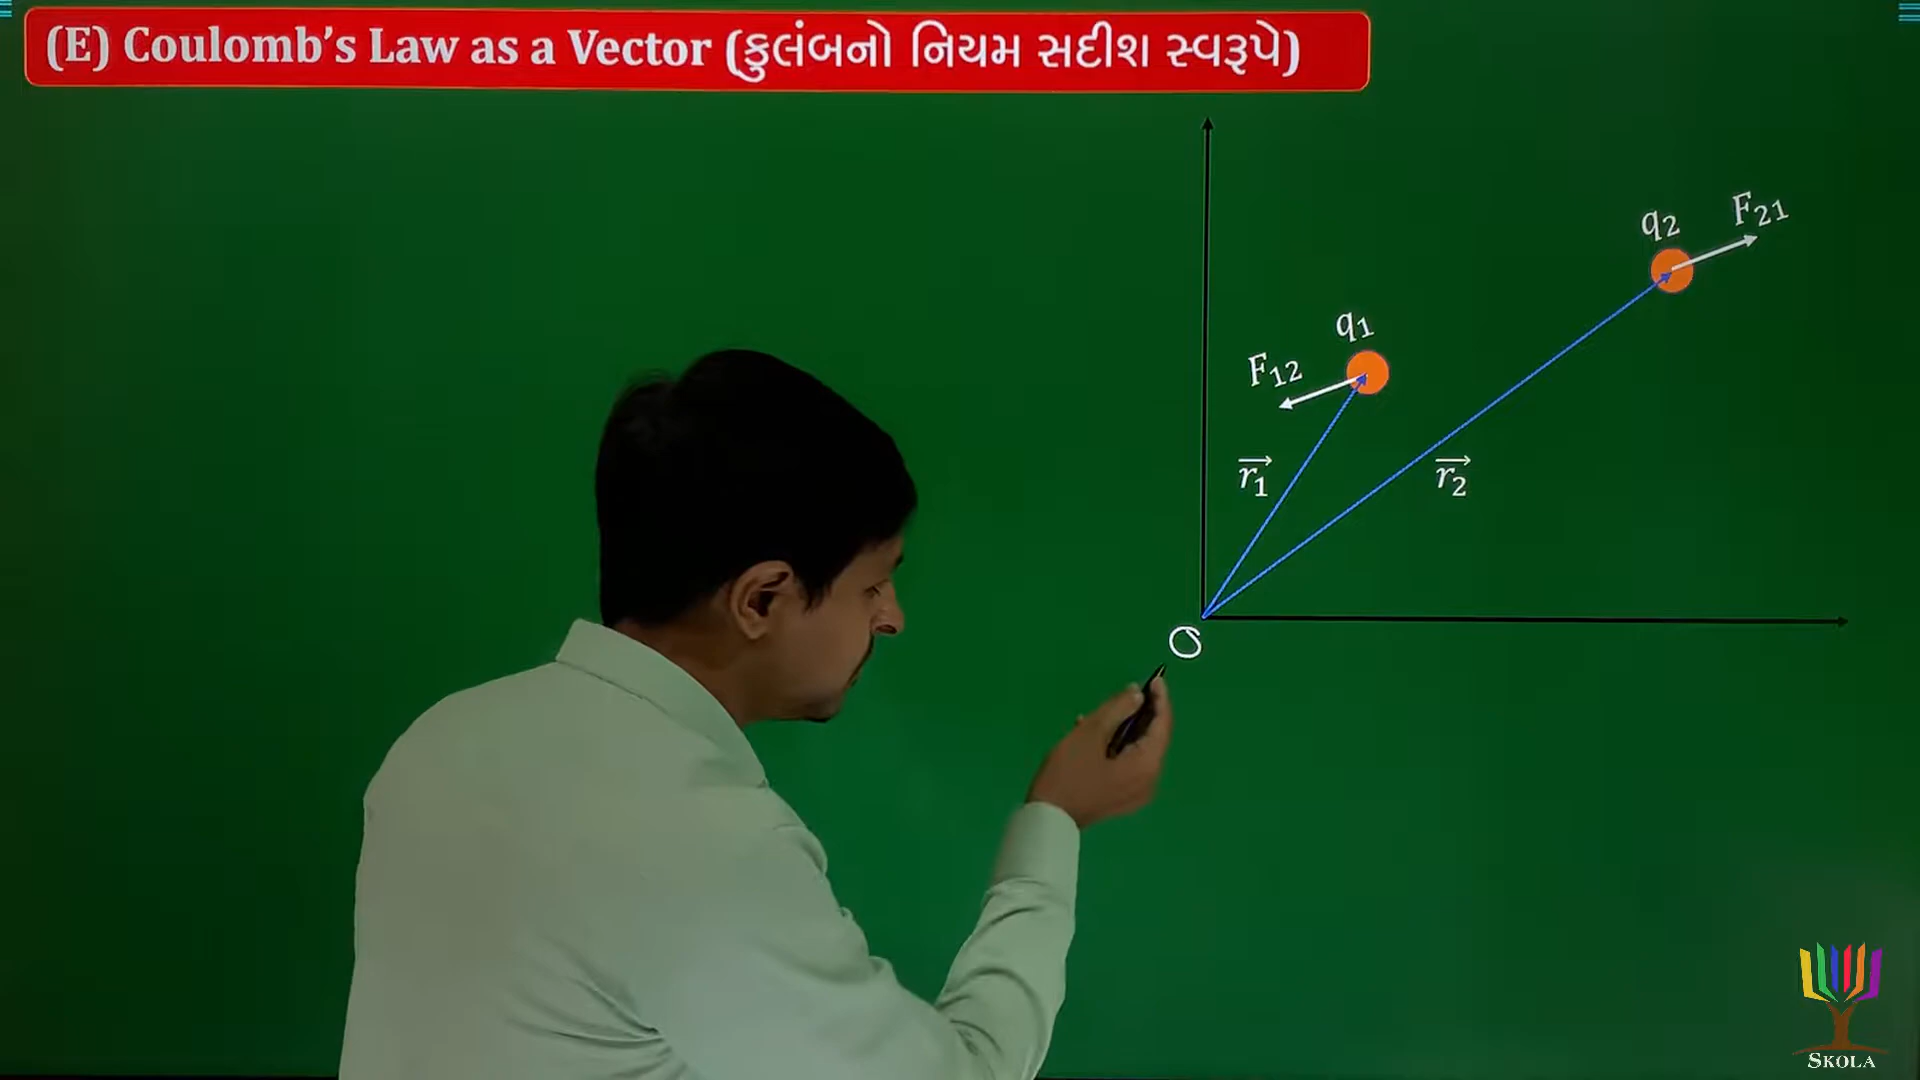 (E) Coulomb’s Law as a Vector (કુલંબનો નિયમ સદીશ સ્વરૂપે)
q₂ F₂₁
q₁
F₁₂
r₁⃗ r₂⃗
O
SKOLA